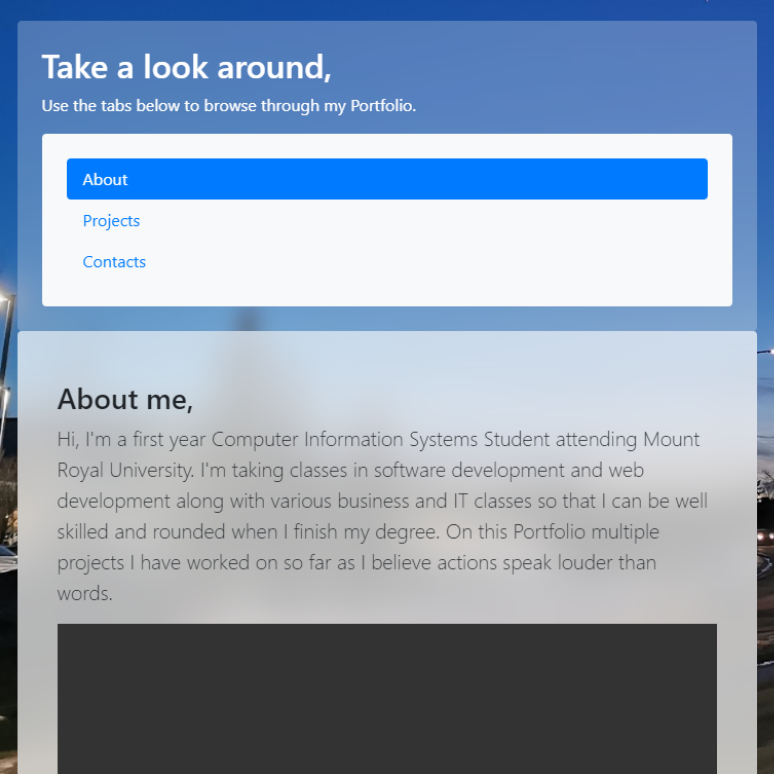 Take a look around,
Use the tabs below to browse through my Portfolio.
About
Projects
Contacts
About me,
Hi, I'm a first year Computer Information Systems Student attending Mount
Royal University. I'm taking classes in software development and web
development along with various business and IT classes so that I can be well
skilled and rounded when I finish my degree. On this Portfolio multiple
projects I have worked on so far as I believe actions speak louder than
words.